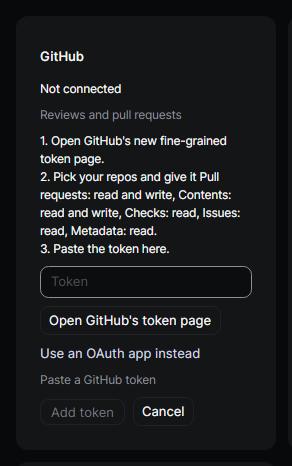 GitHub
Not connected
Reviews and pull requests
1. Open GitHub's new fine-grained
token page.
2. Pick your repos and give it Pull
requests: read and write, Contents:
read and write, Checks: read, Issues:
read, Metadata: read.
3. Paste the token here.
Token
Open GitHub's token page
Use an OAuth app instead
Paste a GitHub token
Add token
Cancel